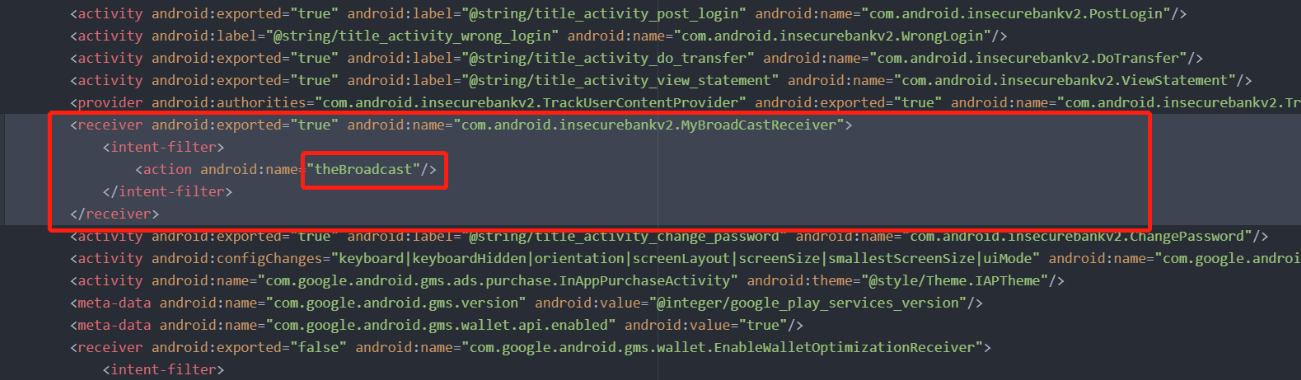 <activity android:exported="true" android:label="@string/title_activity_post_login" android:name="com.android.insecurebankv2.PostLogin"/>
<activity android:label="@string/title_activity_wrong_login" android:name="com.android.insecurebankv2.WrongLogin"/>
<activity android:exported="true" android:label="@string/title_activity_do_transfer" android:name="com.android.insecurebankv2.DoTransfer"/>
<activity android:exported="true" android:label="@string/title_activity_view_statement" android:name="com.android.insecurebankv2.ViewStatement"/>
<provider android:authorities="com.android.insecurebankv2.TrackUserContentProvider" android:exported="true" android:name="com.android.insecurebankv2.Tr
<receiver android:exported="true" android:name="com.android.insecurebankv2.MyBroadCastReceiver">
<intent-filter>
<action android:name="theBroadcast"/>
</intent-filter>
</receiver>
<activity android:exported="true" android:label="@string/title_activity_change_password" android:name="com.android.insecurebankv2.ChangePassword"/>
<activity android:configChanges="keyboard|keyboardHidden|orientation|screenLayout|screenSize|smallestScreenSize|uiMode" android:name="com.google.androi
<activity android:name="com.google.android.gms.ads.purchase.InAppPurchaseActivity" android:theme="@style/Theme.IAPTheme"/>
<meta-data android:name="com.google.android.gms.version" android:value="@integer/google_play_services_version"/>
<meta-data android:name="com.google.android.gms.wallet.api.enabled" android:value="true"/>
<receiver android:exported="false" android:name="com.google.android.gms.wallet.EnableWalletOptimizationReceiver">
<intent-filter>